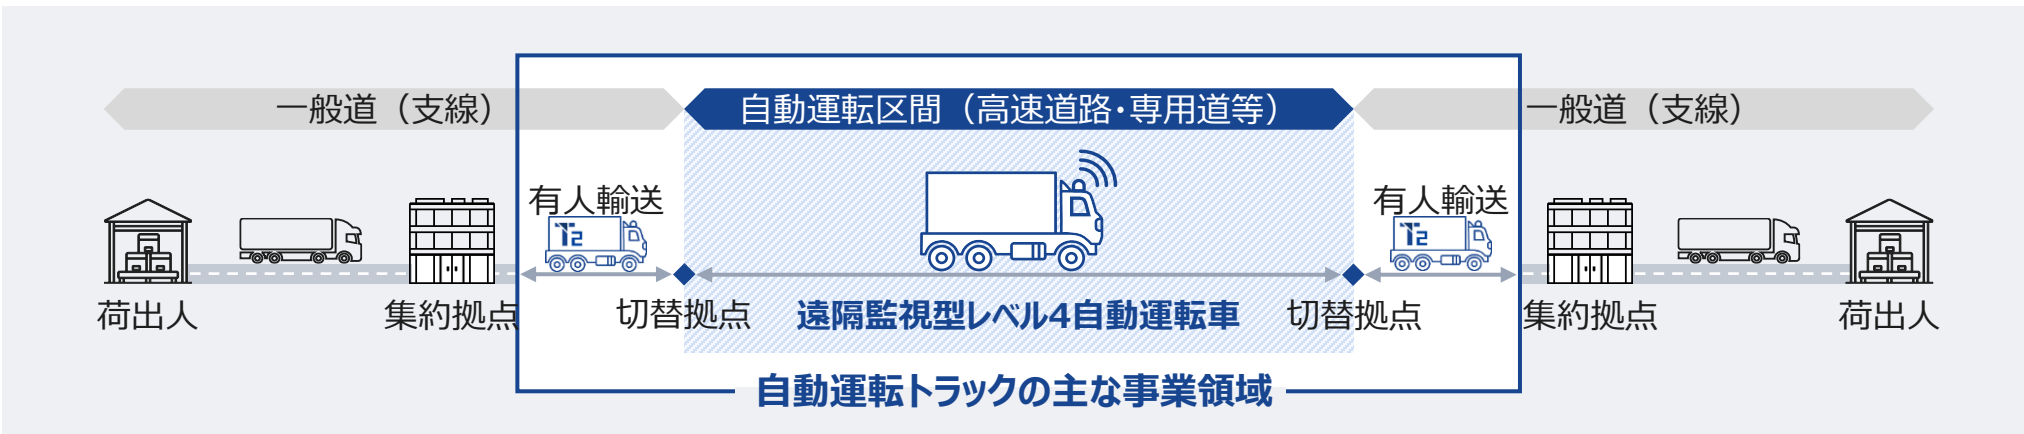 一般道（支線）
自動運転区間（高速道路・専用道等）
一般道（支線）
有人輸送
有人輸送
T2
T2
荷出人
集約拠点
切替拠点
遠隔監視型レベル4自動運転車
切替拠点
集約拠点
荷出人
自動運転トラックの主な事業領域